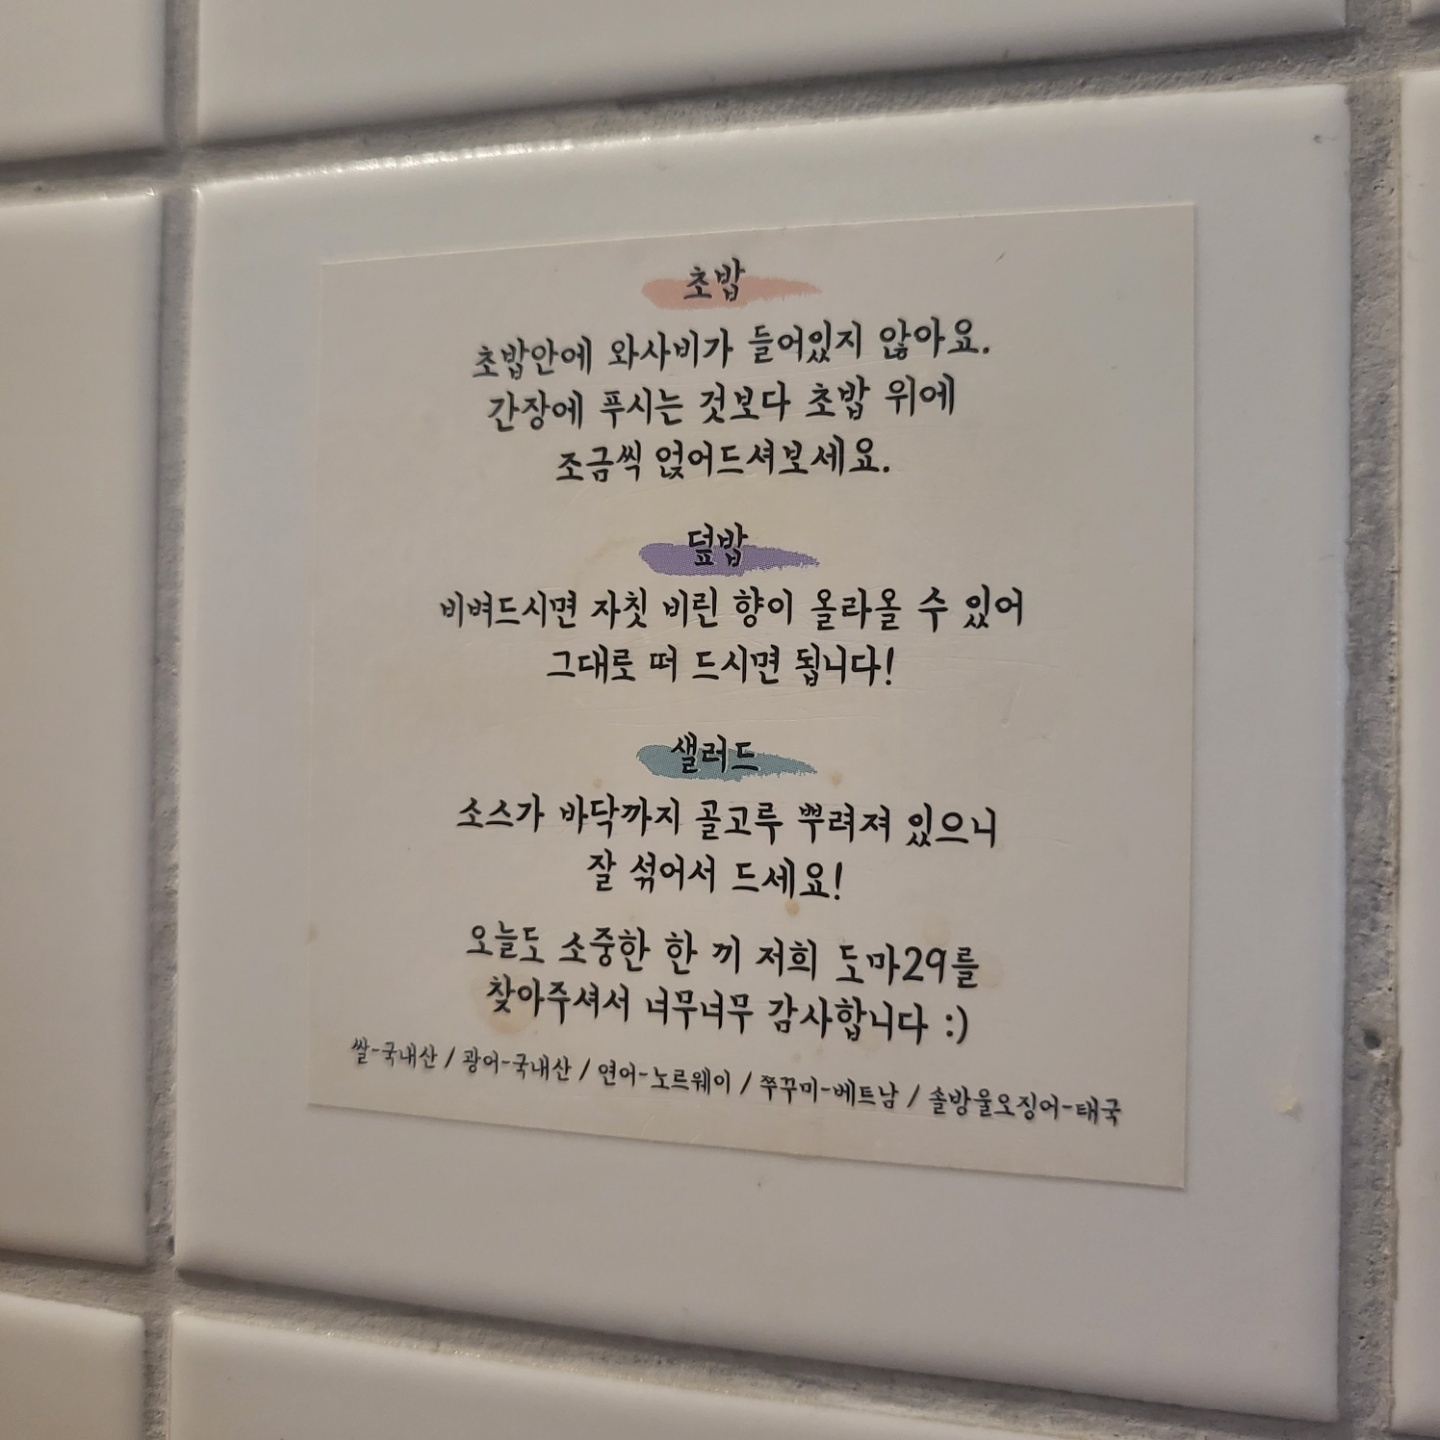 초밥
초밥안에 와사비가 들어있지 않아요.
간장에 푸시는 것보다 초밥 위에
조금씩 얹어드셔보세요.
덮밥
비벼드시면 자칫 비린 향이 올라올 수 있어
그대로 떠 드시면 됩니다!
샐러드
소스가 바닥까지 골고루 뿌려져 있으니
잘 섞어서 드세요!
오늘도 소중한 한 끼 저희 도마29를
찾아주셔서 너무너무 감사합니다 :)
쌀-국내산 / 광어-국내산 / 연어-노르웨이 / 쭈꾸미-베트남 / 솔방울오징어-태국